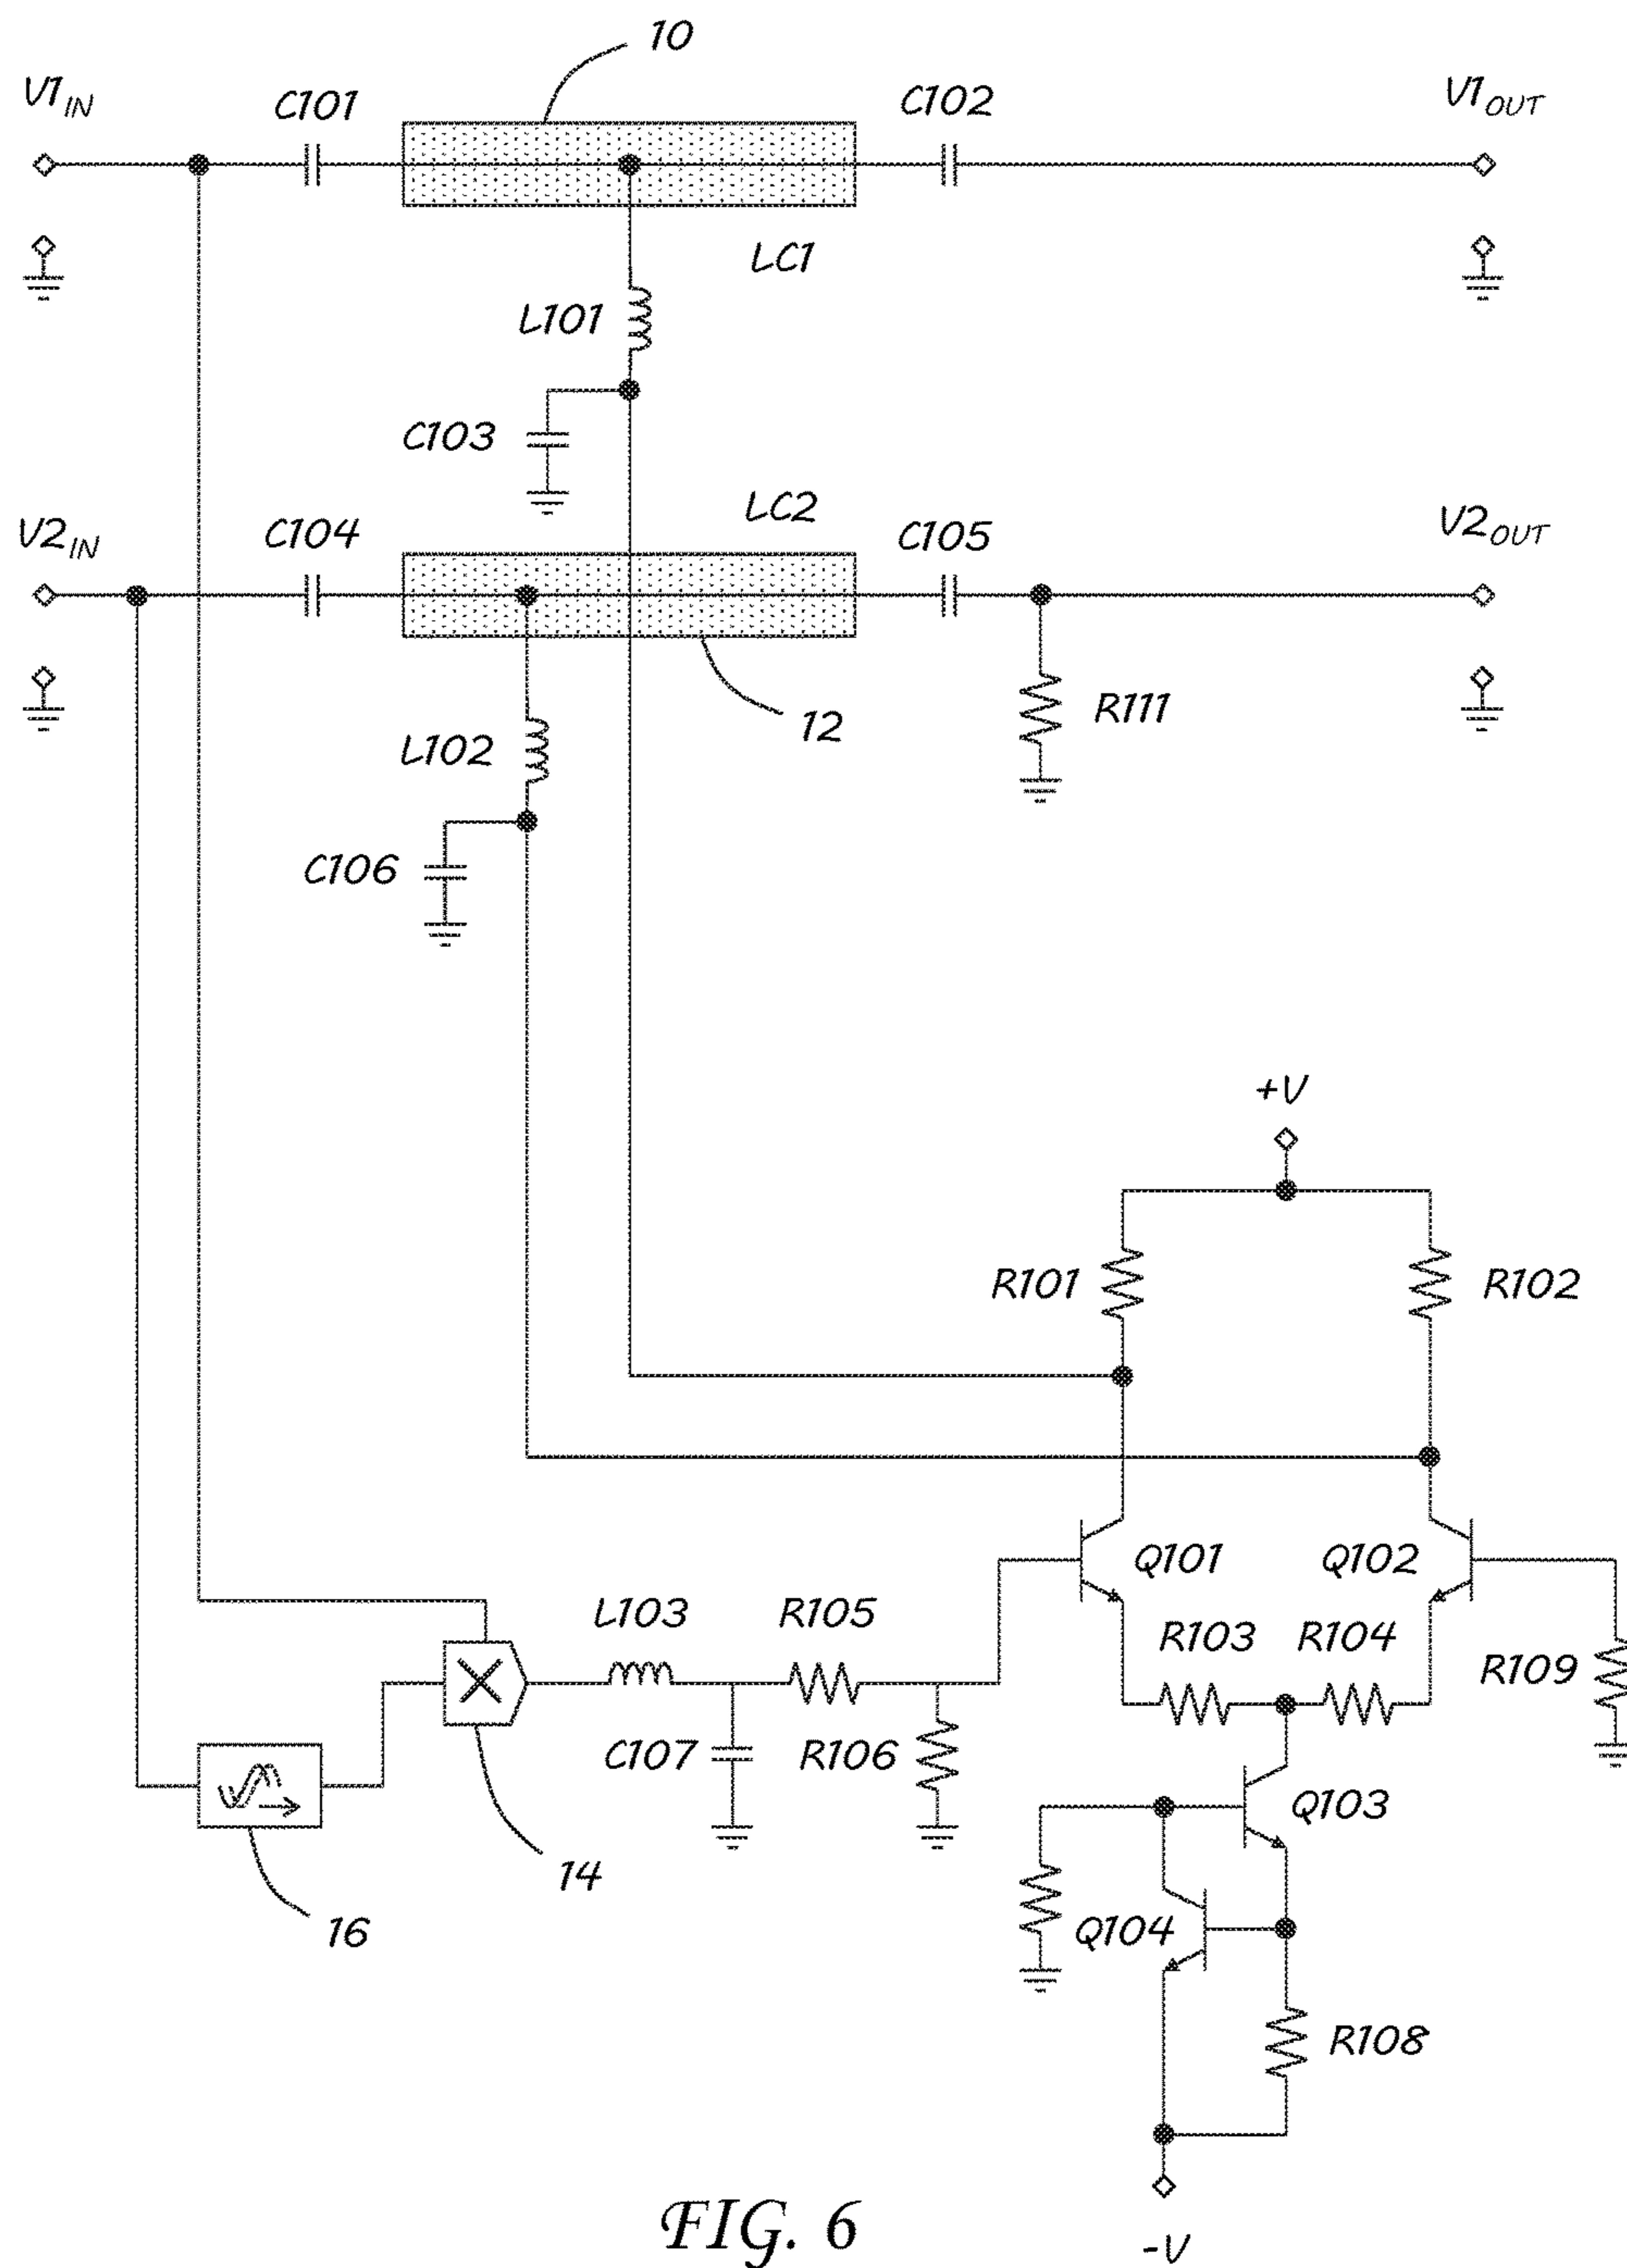 10
V1IN
C101
C102
V1OUT
LC1
L101
C103
LC2
V2IN
C104
C105
V2OUT
12
R111
L102
C106
+V
R101
R102
Q101
Q102
L103
R105
R103
R104
R109
C107
R106
Q103
14
16
Q104
R108
FIG. 6
-V